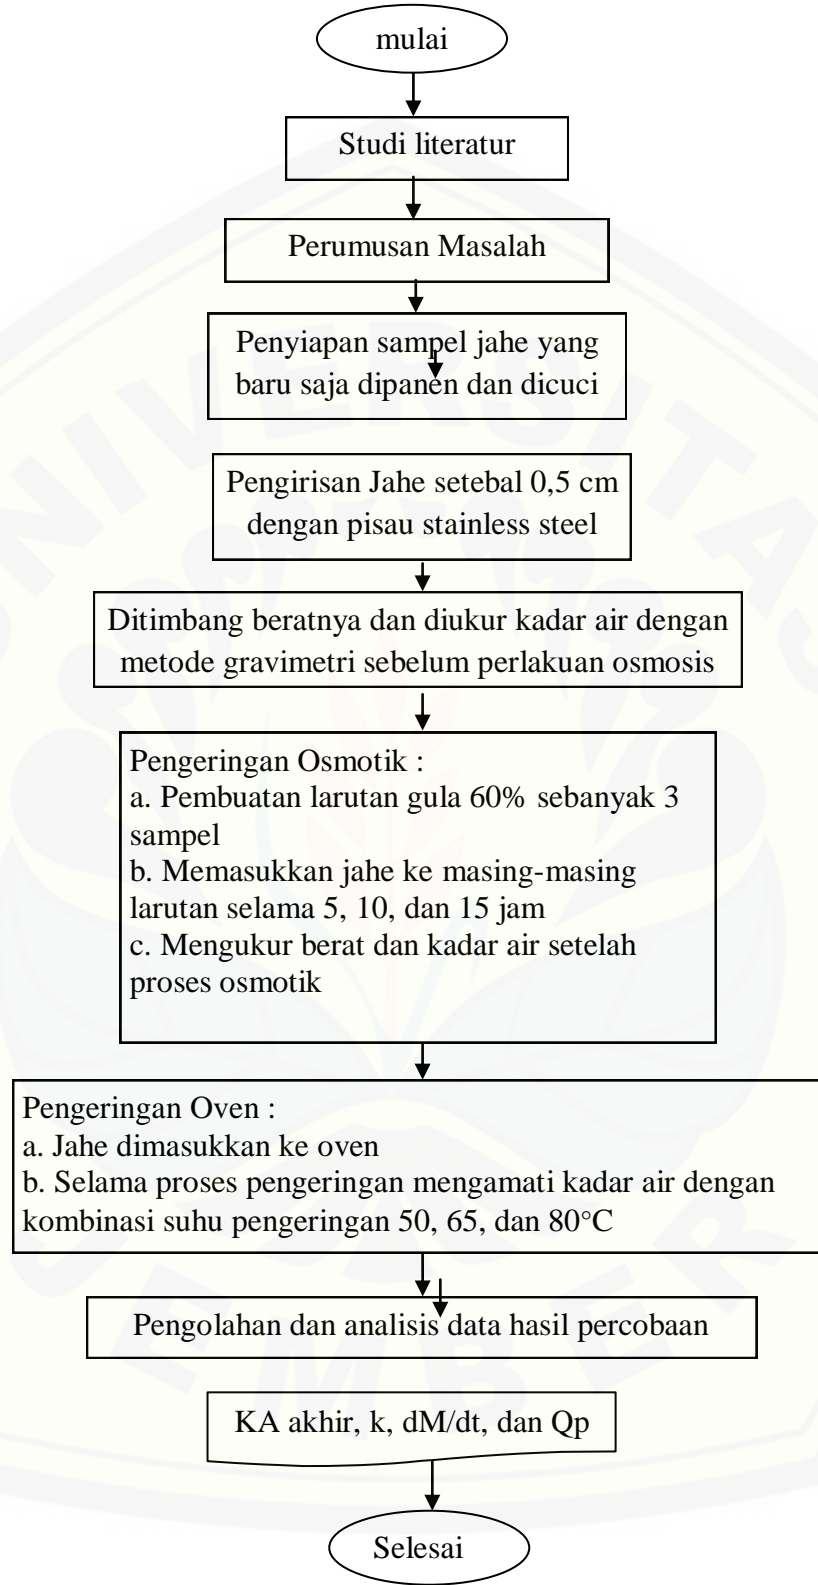 mulai
Studi literatur
Perumusan Masalah
Penyiapan sampel jahe yang
baru saja dipanen dan dicuci
Pengirisan Jahe setebal 0,5 cm
dengan pisau stainless steel
Ditimbang beratnya dan diukur kadar air dengan
metode gravimetri sebelum perlakuan osmosis
Pengeringan Osmotik :
a. Pembuatan larutan gula 60% sebanyak 3
sampel
b. Memasukkan jahe ke masing-masing
larutan selama 5, 10, dan 15 jam
c. Mengukur berat dan kadar air setelah
proses osmotik
Pengeringan Oven :
a. Jahe dimasukkan ke oven
b. Selama proses pengeringan mengamati kadar air dengan
kombinasi suhu pengeringan 50, 65, dan 80°C
Pengolahan dan analisis data hasil percobaan
KA akhir, k, dM/dt, dan Qp
Selesai
UNIVERSITAS
JEMBER